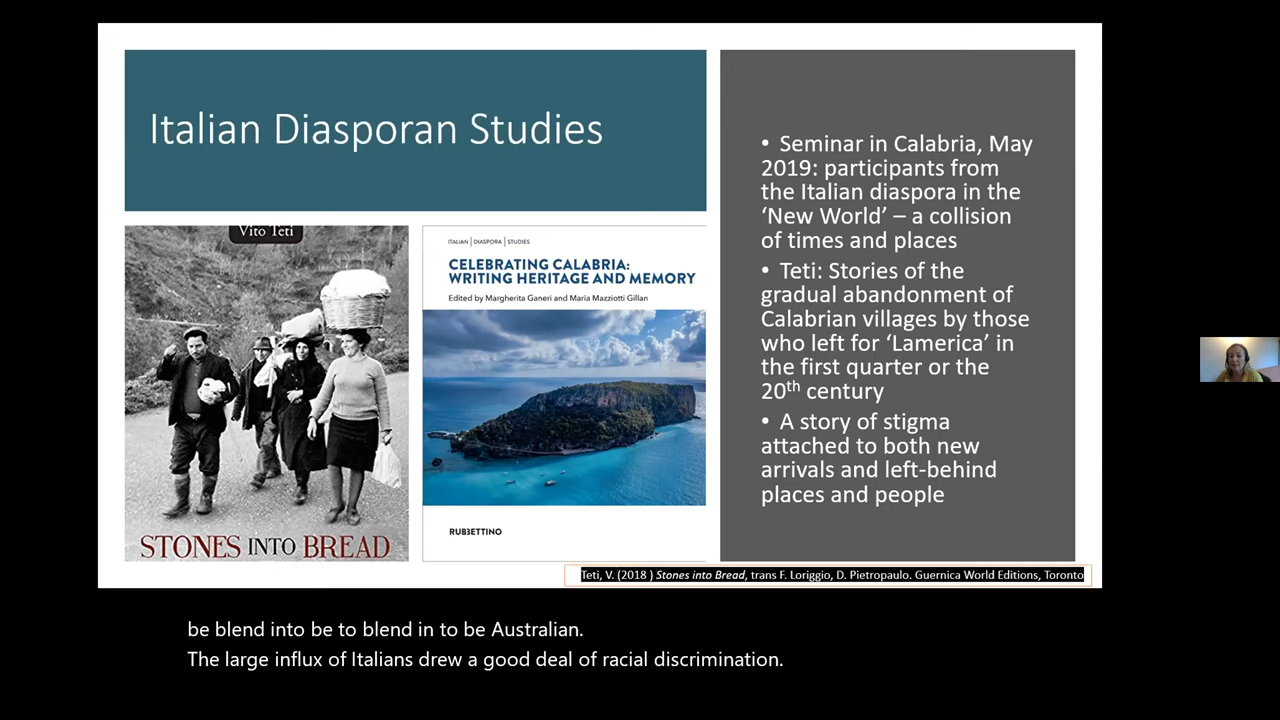 Italian Diasporan Studies
Vito Teti
STONES INTO BREAD
ITALIAN | DIASPORA | STUDIES
CELEBRATING CALABRIA:
WRITING HERITAGE AND MEMORY
Edited by Margherita Ganeri and Maria Mazziotti Gillan
RUBBETTINO
• Seminar in Calabria, May
2019: participants from
the Italian diaspora in the
‘New World’ – a collision
of times and places
• Teti: Stories of the
gradual abandonment of
Calabrian villages by those
who left for ‘Lamerica’ in
the first quarter or the
20th century
• A story of stigma
attached to both new
arrivals and left-behind
places and people
Teti, V. (2018 ) Stones into Bread, trans F. Loriggio, D. Pietropaulo. Guernica World Editions, Toronto
be blend into be to blend in to be Australian.
The large influx of Italians drew a good deal of racial discrimination.